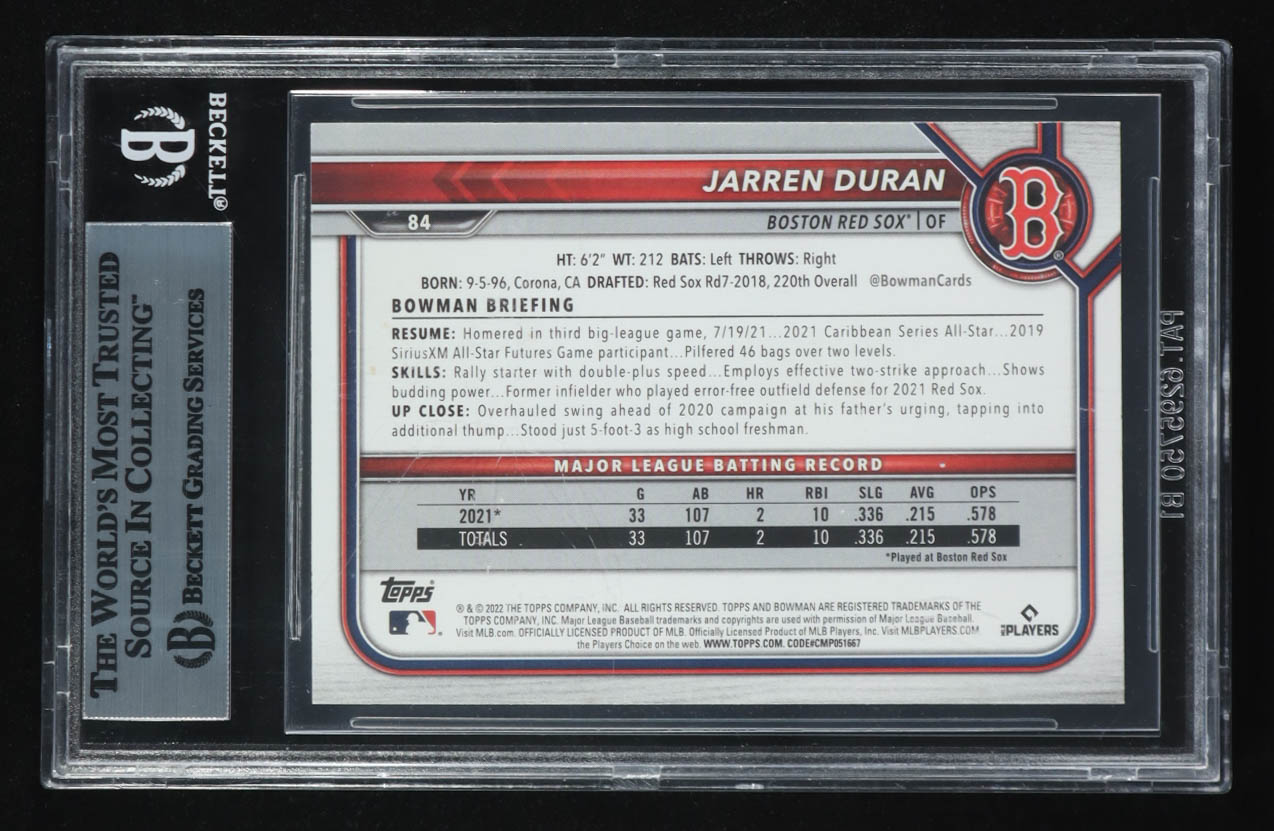 BECKETT®
B
THE WORLD'S MOST TRUSTED
SOURCE IN COLLECTING™
B BECKETT GRADING SERVICES
JARREN DURAN
84
BOSTON RED SOX® | OF
B
HT: 6'2" WT: 212 BATS: Left THROWS: Right
BORN: 9-5-96, Corona, CA DRAFTED: Red Sox Rd7-2018, 220th Overall @BowmanCards
BOWMAN BRIEFING
RESUME: Homered in third big-league game, 7/19/21...2021 Caribbean Series All-Star...2019
SiriusXM All-Star Futures Game participant...Pilfered 46 bags over two levels.
SKILLS: Rally starter with double-plus speed...Employs effective two-strike approach...Shows
budding power...Former infielder who played error-free outfield defense for 2021 Red Sox.
UP CLOSE: Overhauled swing ahead of 2020 campaign at his father's urging, tapping into
additional thump...Stood just 5-foot-3 as high school freshman.
MAJOR LEAGUE BATTING RECORD
YR G AB HR RBI SLG AVG OPS
2021* 33 107 2 10 .336 .215 .578
TOTALS 33 107 2 10 .336 .215 .578
*Played at Boston Red Sox
topps®
® & © 2022 THE TOPPS COMPANY, INC. ALL RIGHTS RESERVED. TOPPS AND BOWMAN ARE REGISTERED TRADEMARKS OF THE
TOPPS COMPANY, INC. Major League Baseball trademarks and copyrights are used with permission of Major League Baseball.
Visit MLB.com. OFFICIALLY LICENSED PRODUCT OF MLB. Officially Licensed Product of MLB Players, Inc. Visit MLBPLAYERS.COM
the Players Choice on the web. WWW.TOPPS.COM. CODE#CMP051667
MLB PLAYERS